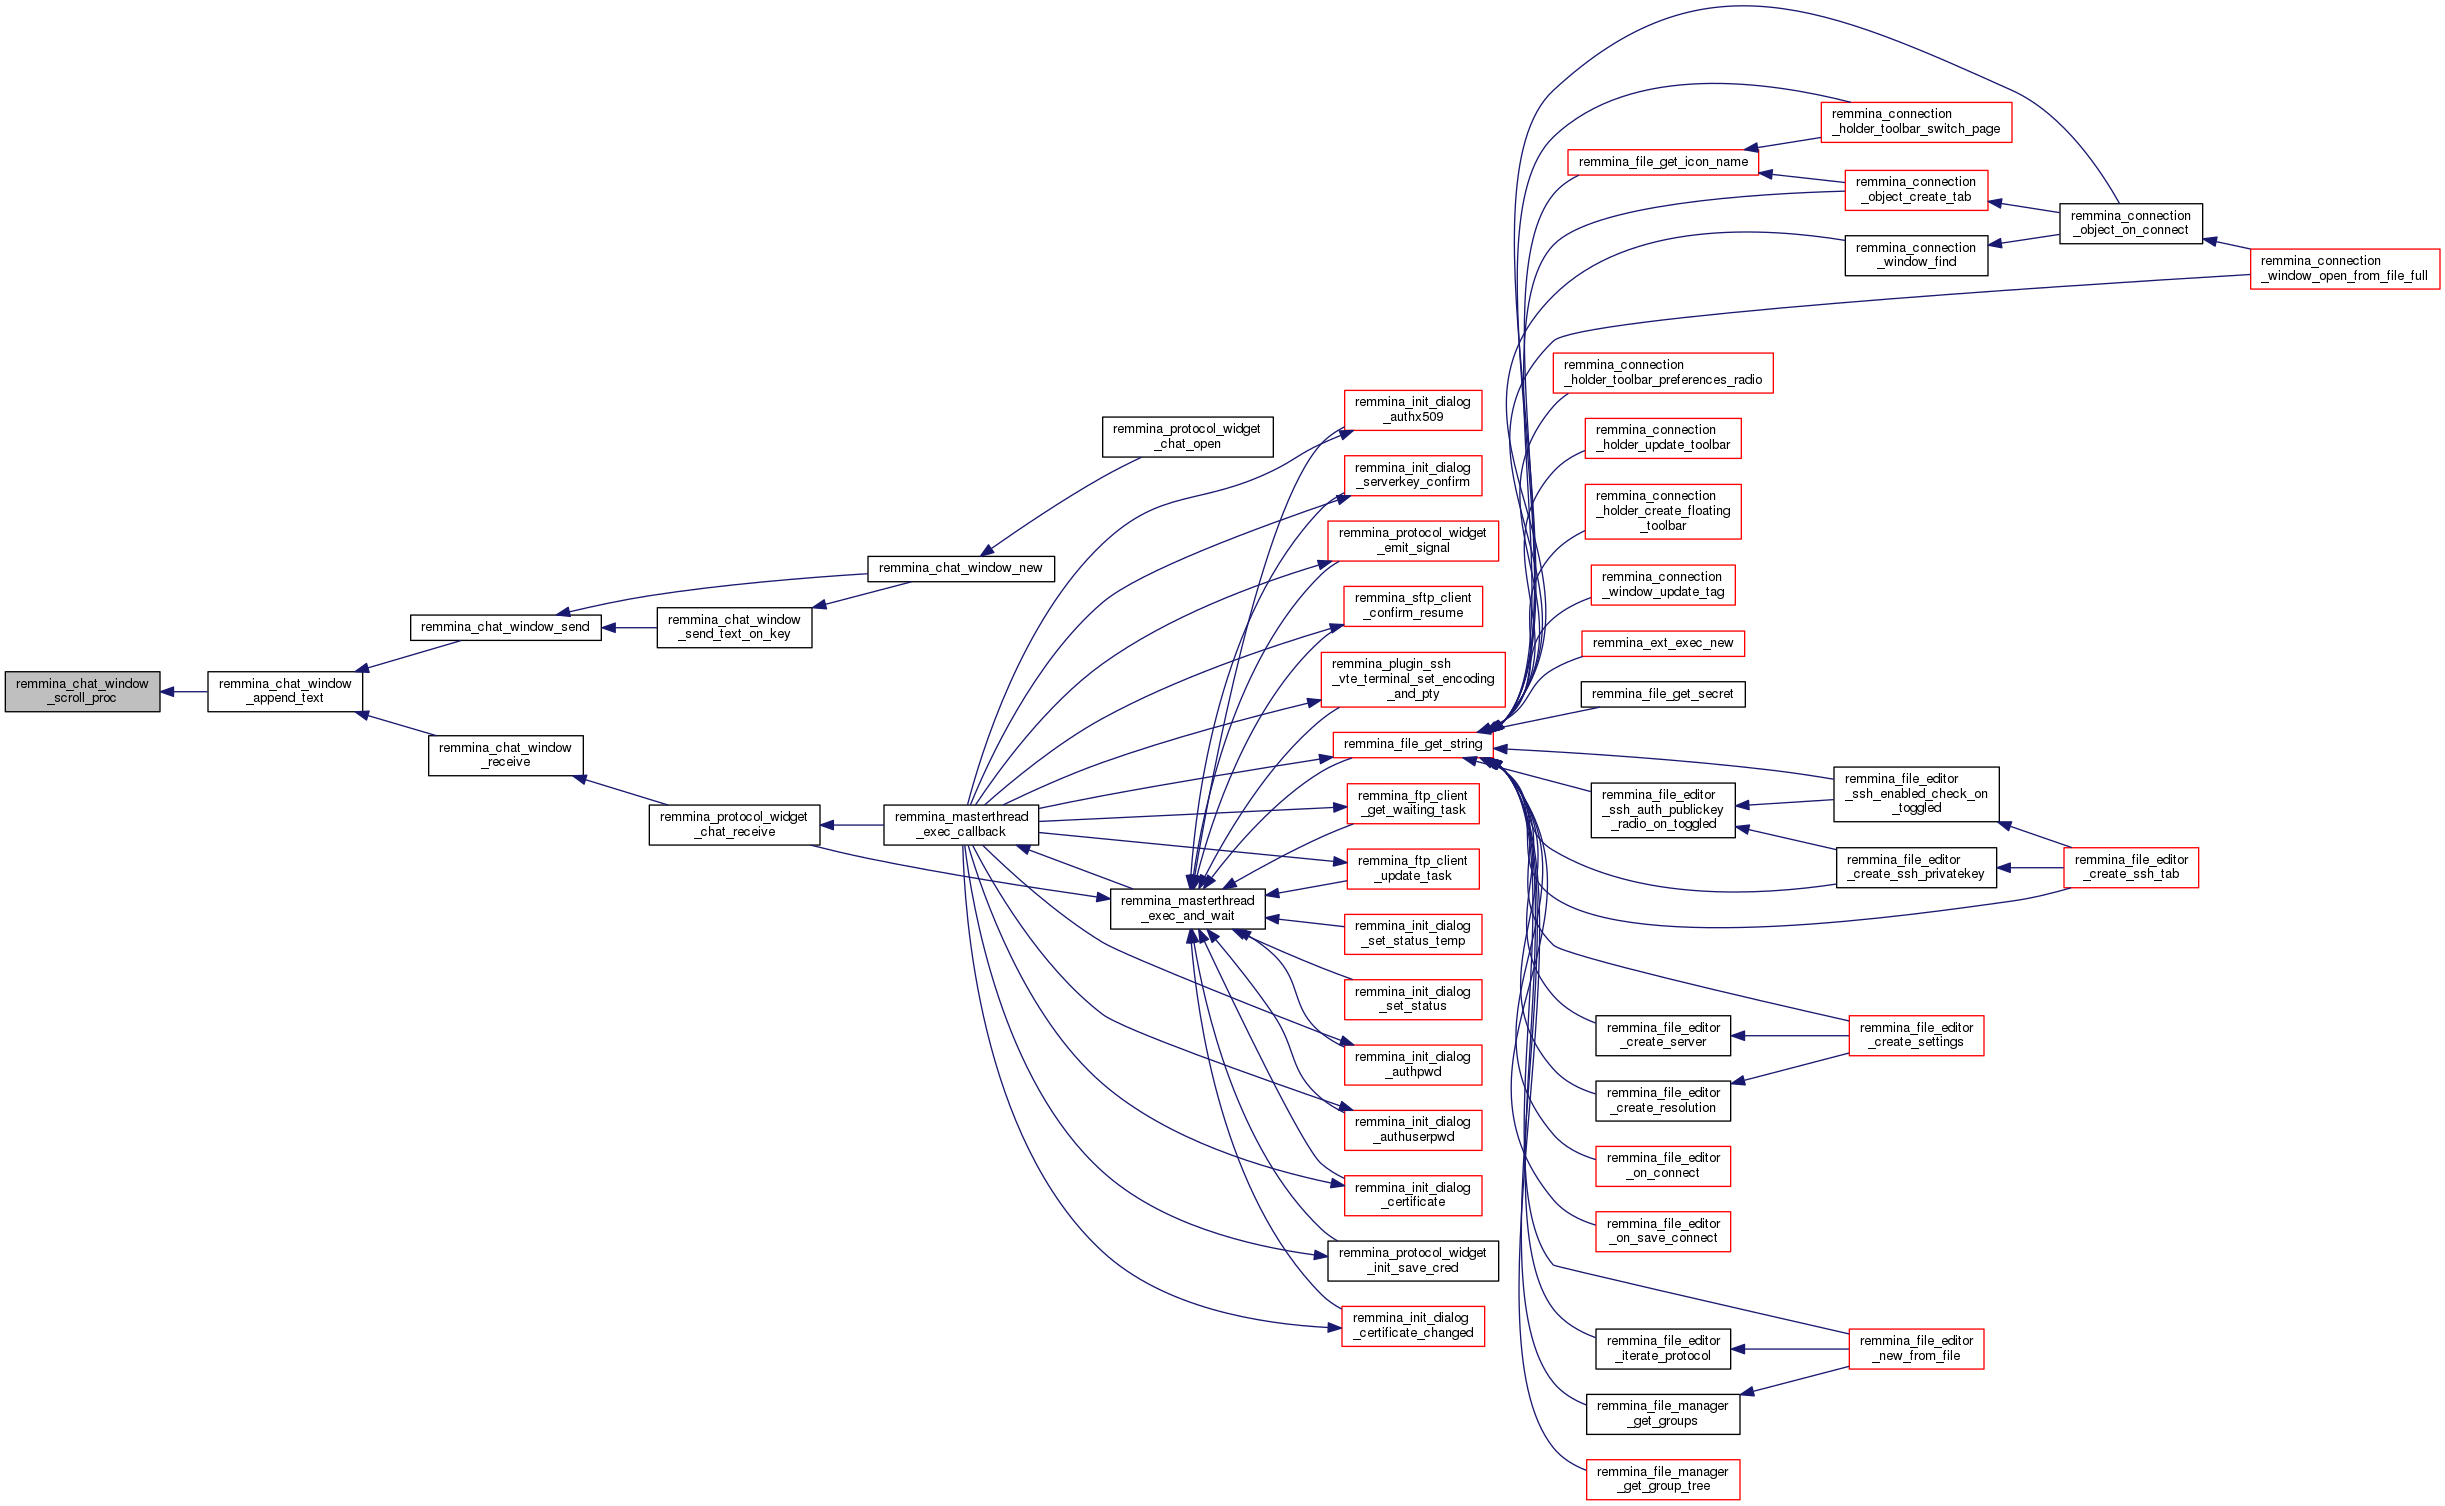 remmina_chat_window
_scroll_proc
remmina_chat_window
_append_text
remmina_chat_window_send
remmina_chat_window
_receive
remmina_chat_window
_send_text_on_key
remmina_protocol_widget
_chat_receive
remmina_chat_window_new
remmina_masterthread
_exec_callback
remmina_protocol_widget
_chat_open
remmina_masterthread
_exec_and_wait
remmina_init_dialog
_authx509
remmina_init_dialog
_serverkey_confirm
remmina_protocol_widget
_emit_signal
remmina_sftp_client
_confirm_resume
remmina_plugin_ssh
_vte_terminal_set_encoding
_and_pty
remmina_file_get_string
remmina_ftp_client
_get_waiting_task
remmina_ftp_client
_update_task
remmina_init_dialog
_set_status_temp
remmina_init_dialog
_set_status
remmina_init_dialog
_authpwd
remmina_init_dialog
_authuserpwd
remmina_init_dialog
_certificate
remmina_protocol_widget
_init_save_cred
remmina_init_dialog
_certificate_changed
remmina_file_get_icon_name
remmina_connection
_holder_toolbar_preferences_radio
remmina_connection
_holder_update_toolbar
remmina_connection
_holder_create_floating
_toolbar
remmina_connection
_window_update_tag
remmina_ext_exec_new
remmina_file_get_secret
remmina_file_editor
_ssh_auth_publickey
_radio_on_toggled
remmina_file_editor
_create_server
remmina_file_editor
_create_resolution
remmina_file_editor
_on_connect
remmina_file_editor
_on_save_connect
remmina_file_editor
_iterate_protocol
remmina_file_manager
_get_groups
remmina_file_manager
_get_group_tree
remmina_connection
_holder_toolbar_switch_page
remmina_connection
_object_create_tab
remmina_connection
_window_find
remmina_file_editor
_ssh_enabled_check_on
_toggled
remmina_file_editor
_create_ssh_privatekey
remmina_file_editor
_create_settings
remmina_file_editor
_new_from_file
remmina_connection
_object_on_connect
remmina_file_editor
_create_ssh_tab
remmina_connection
_window_open_from_file_full